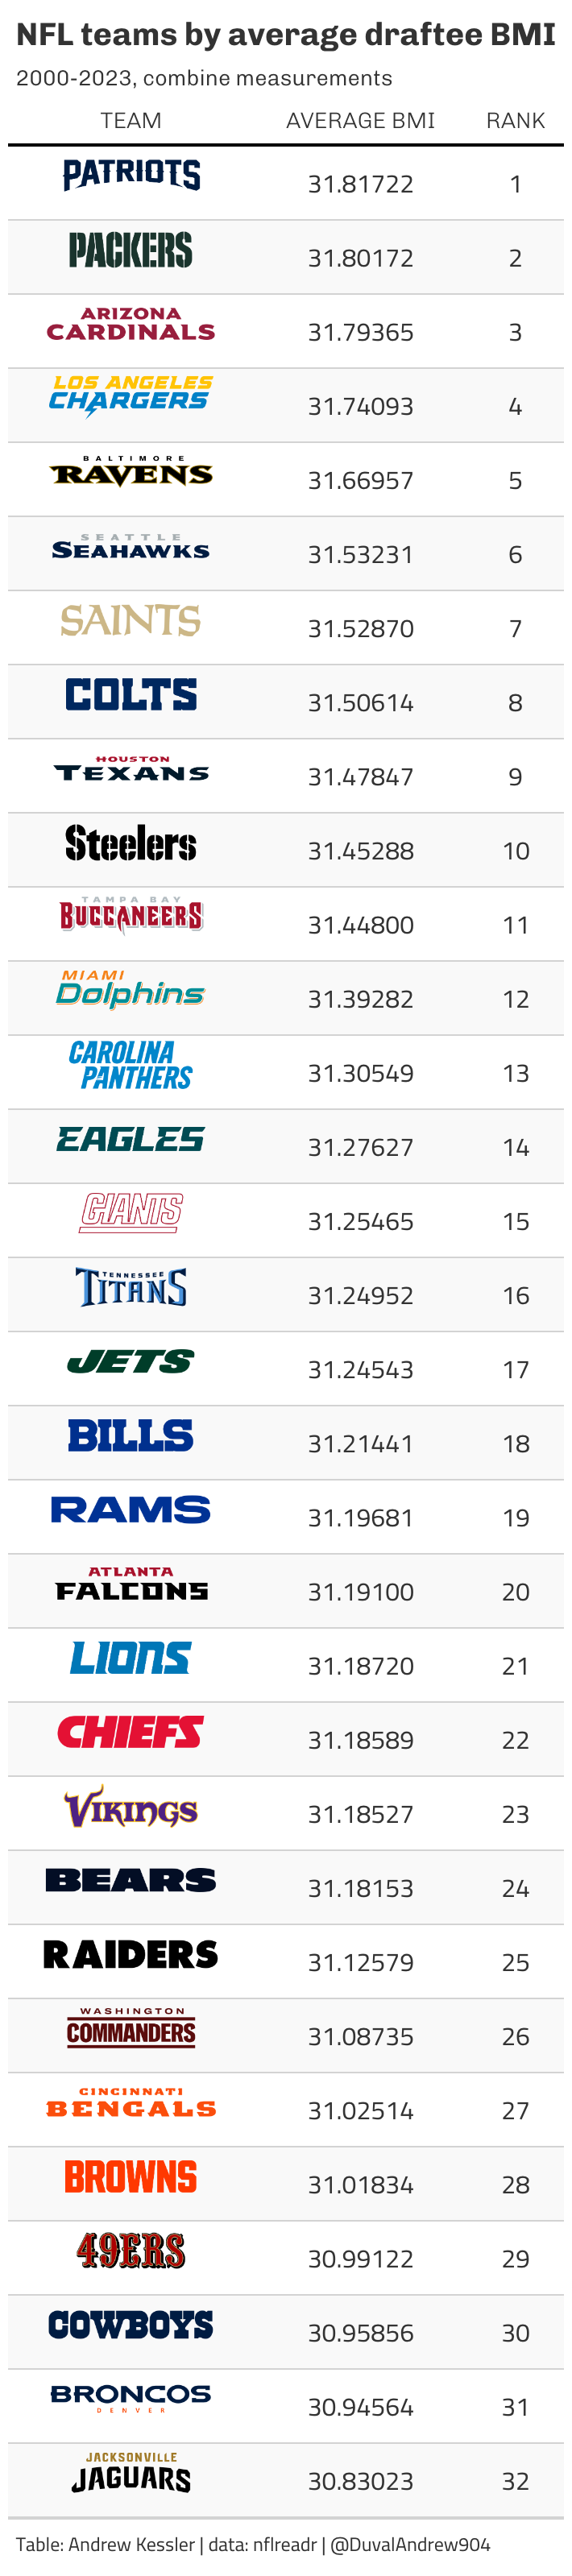 NFL teams by average draftee BMI
2000-2023, combine measurements
TEAM AVERAGE BMI RANK
PATRIOTS 31.81722 1
PACKERS 31.80172 2
ARIZONA
CARDINALS 31.79365 3
LOS ANGELES
CHARGERS 31.74093 4
BALTIMORE
RAVENS 31.66957 5
SEATTLE
SEAHAWKS 31.53231 6
SAINTS 31.52870 7
COLTS 31.50614 8
HOUSTON
TEXANS 31.47847 9
Steelers 31.45288 10
TAMPA BAY
BUCCANEERS 31.44800 11
MIAMI
Dolphins 31.39282 12
CAROLINA
PANTHERS 31.30549 13
EAGLES 31.27627 14
GIANTS 31.25465 15
TENNESSEE
TITANS 31.24952 16
JETS 31.24543 17
BILLS 31.21441 18
RAMS 31.19681 19
ATLANTA
FALCONS 31.19100 20
LIONS 31.18720 21
CHIEFS 31.18589 22
VIKINGS 31.18527 23
BEARS 31.18153 24
RAIDERS 31.12579 25
WASHINGTON
COMMANDERS 31.08735 26
CINCINNATI
BENGALS 31.02514 27
BROWNS 31.01834 28
49ERS 30.99122 29
COWBOYS 30.95856 30
BRONCOS 30.94564 31
DENVER
JACKSONVILLE
JAGUARS 30.83023 32
Table: Andrew Kessler | data: nflreadr | @DuvalAndrew904